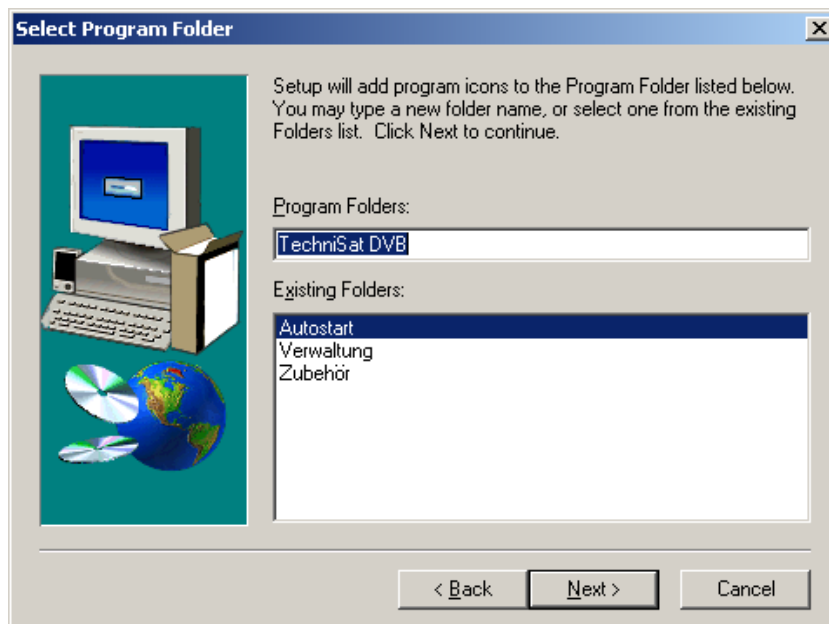 Select Program Folder
Setup will add program icons to the Program Folder listed below.
You may type a new folder name, or select one from the existing
Folders list. Click Next to continue.
Program Folders:
TechniSat DVB
Existing Folders:
Autostart
Verwaltung
Zubehör
< Back
Next >
Cancel